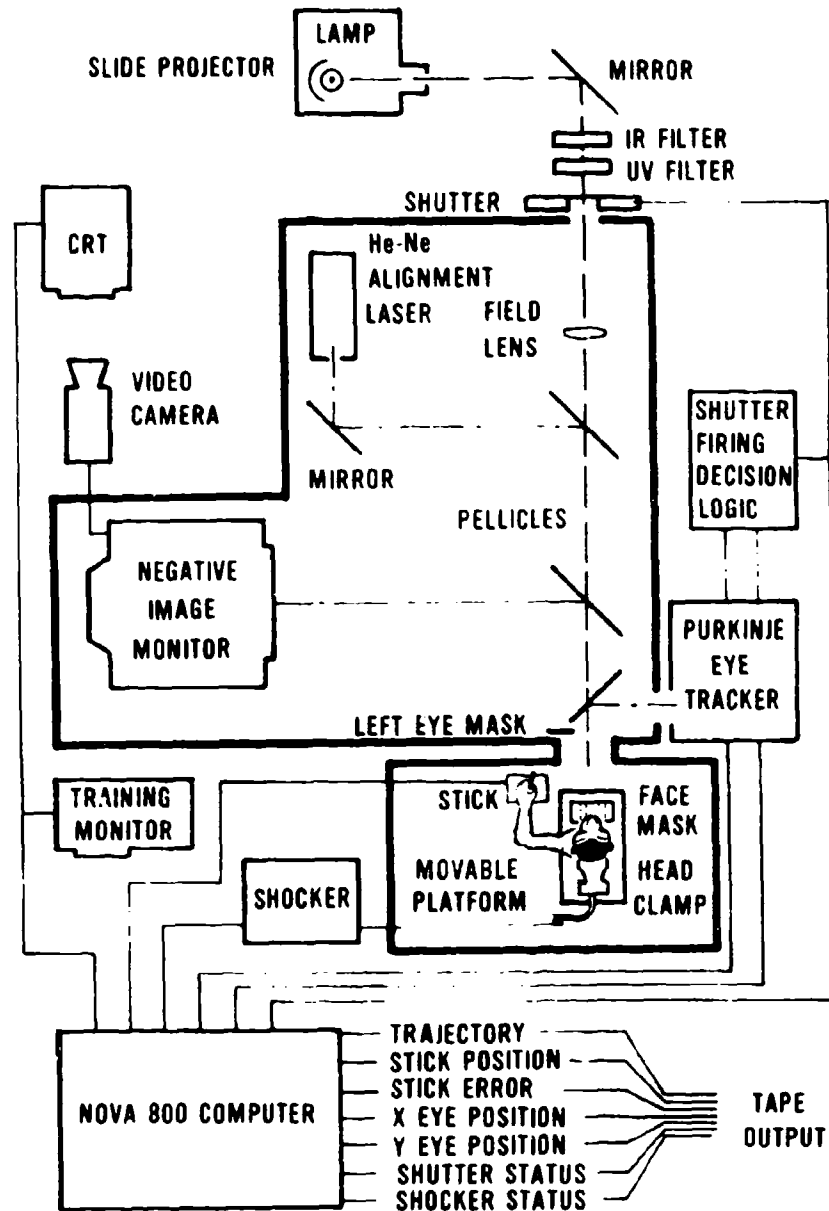 LAMP
SLIDE PROJECTOR
MIRROR
IR FILTER
UV FILTER
SHUTTER
CRT
He-Ne
ALIGNMENT
LASER
FIELD
LENS
VIDEO
CAMERA
MIRROR
SHUTTER
FIRING
DECISION
LOGIC
PELLICLES
NEGATIVE
IMAGE
MONITOR
PURKINJE
EYE
TRACKER
LEFT EYE MASK
TRAINING
MONITOR
STICK
FACE
MASK
MOVABLE
PLATFORM
HEAD
CLAMP
SHOCKER
NOVA 800 COMPUTER
TRAJECTORY
STICK POSITION
STICK ERROR
X EYE POSITION
Y EYE POSITION
SHUTTER STATUS
SHOCKER STATUS
TAPE
OUTPUT